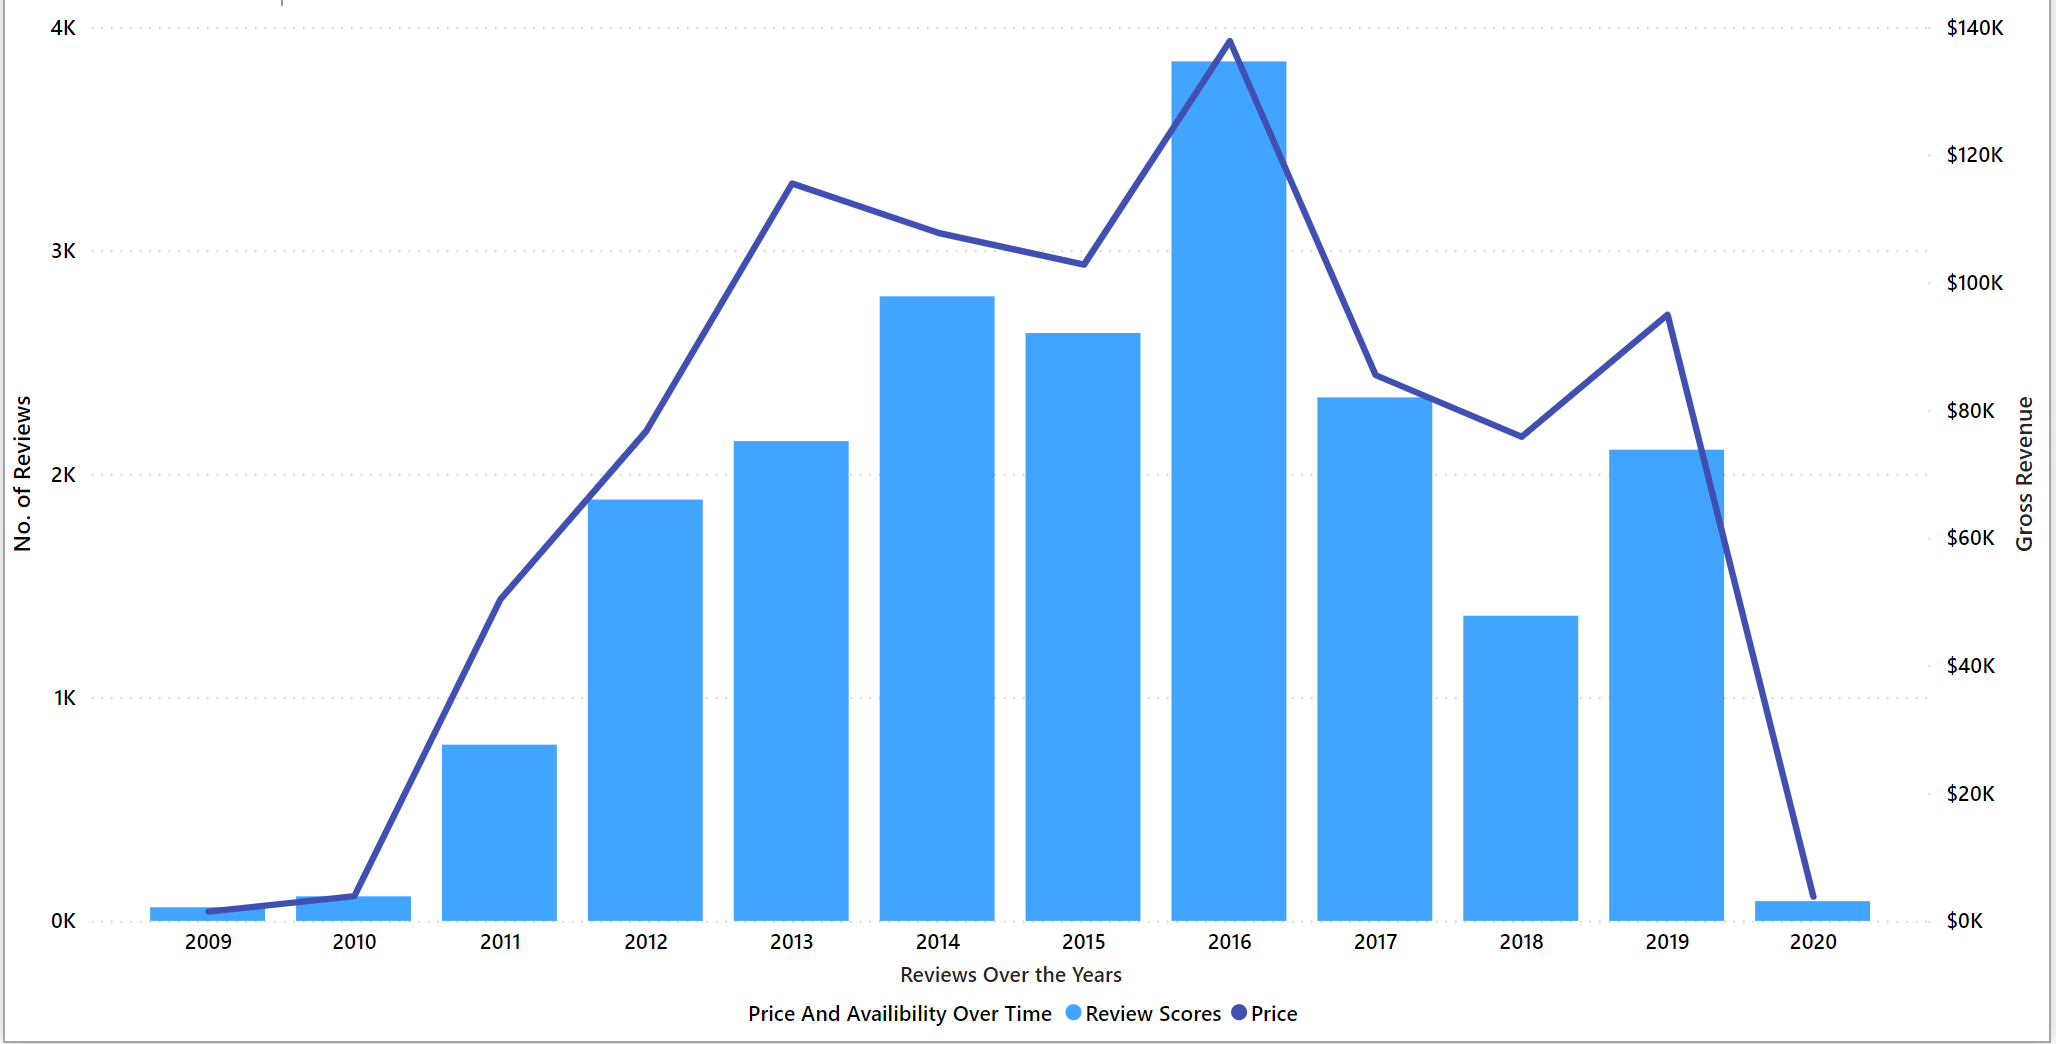 4K
3K
2K
1K
0K
No. of Reviews
$140K
$120K
$100K
$80K
$60K
$40K
$20K
$0K
Gross Revenue
2009 2010 2011 2012 2013 2014 2015 2016 2017 2018 2019 2020
Reviews Over the Years
Price And Availibility Over Time Review Scores Price